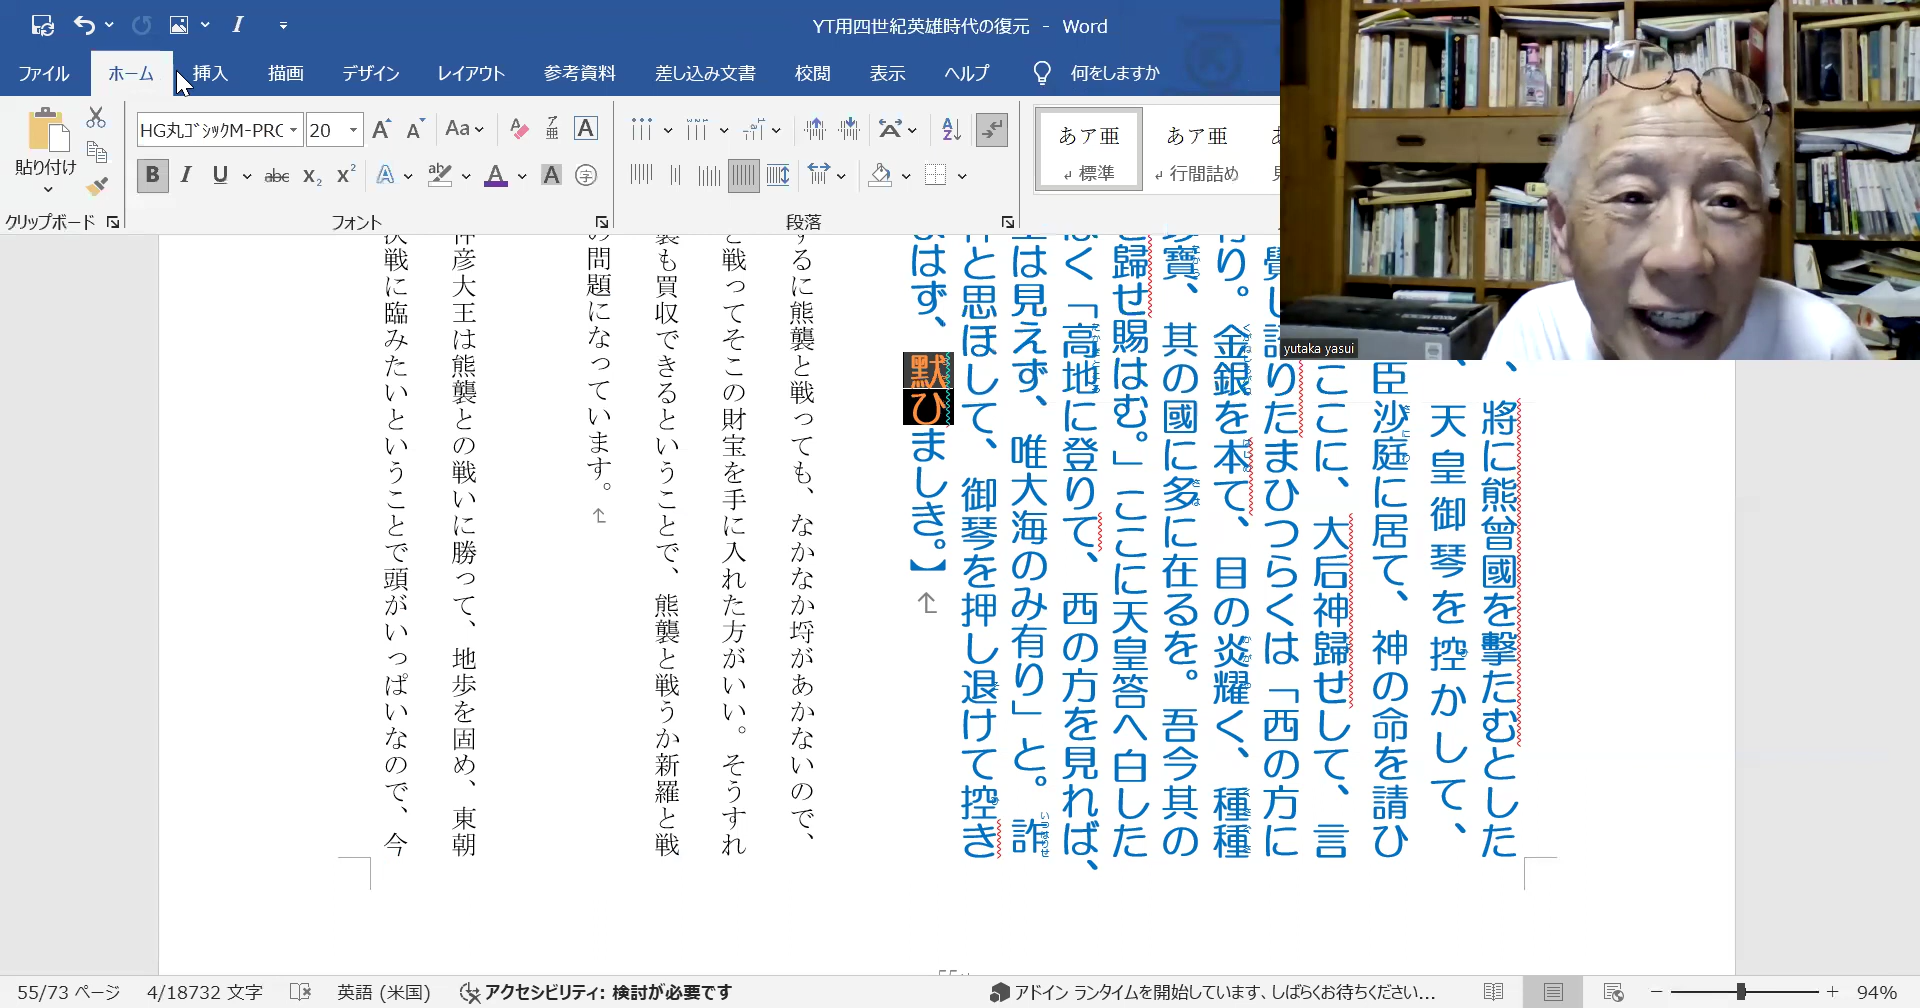 YT用四世紀英雄時代の復元 - Word
ファイル ホーム 挿入 描画 デザイン レイアウト 参考資料 差し込み文書 校閲 表示 ヘルプ 何をしますか
HG丸ｺﾞｼｯｸM-PRC 20
貼り付け
あア亜 あア亜
標準 行間詰め
クリップボード フォント 段落
yutaka yasui
、將に熊曾國を擊たむとした
、天皇御琴を控かして、
臣沙庭に居て、神の命を請ひ
ここに、大后神歸せして、言
りたまひつらくは「西の方に
り。金銀を本て、目の炎耀く、種種
寶、其の國に多に在るを。吾今其の
歸せ賜はむ。」ここに天皇答へ白した
く「高地に登りて、西の方を見れば、
は見えず、唯大海のみ有り」と。詐
と思ほして、御琴を押し退けて控き
はず、默ひましき。】
るに熊襲と戦っても、なかなか埒があかないので、
と戦ってそこの財宝を手に入れた方がいい。そうすれ
襲も買収できるということで、熊襲と戦うか新羅と戦
の問題になっています。
仲彦大王は熊襲との戦いに勝って、地歩を固め、東朝
決戦に臨みたいということで頭がいっぱいなので、今
55/73 ページ 4/18732 文字 英語 (米国) アクセシビリティ: 検討が必要です アドイン ランタイムを開始しています、しばらくお待ちください... 94%